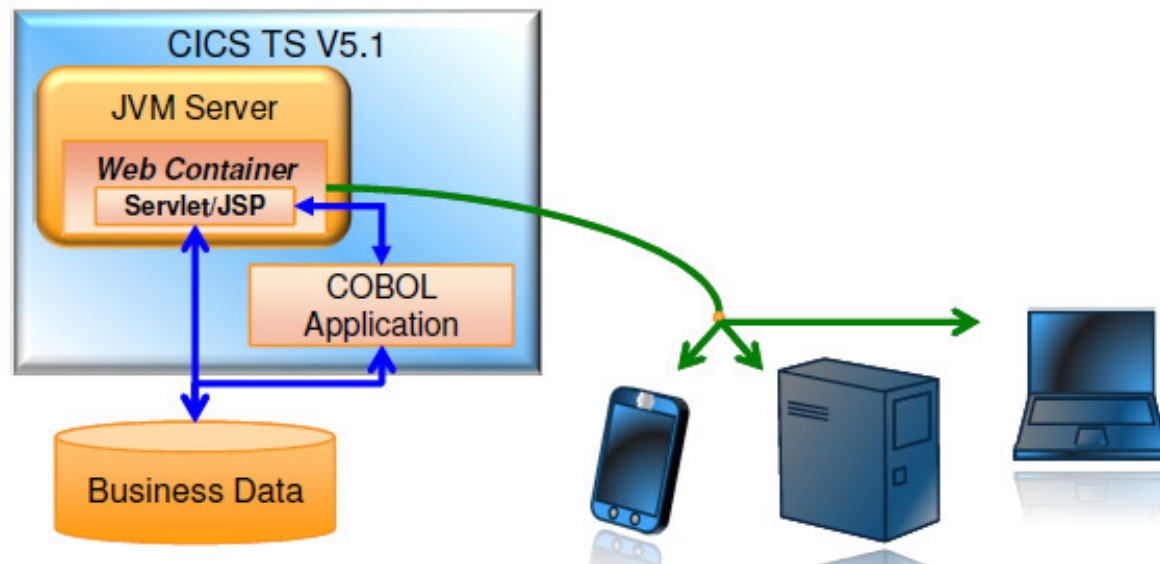 CICS TS V5.1
JVM Server
Web Container
Servlet/JSP
COBOL
Application
Business Data